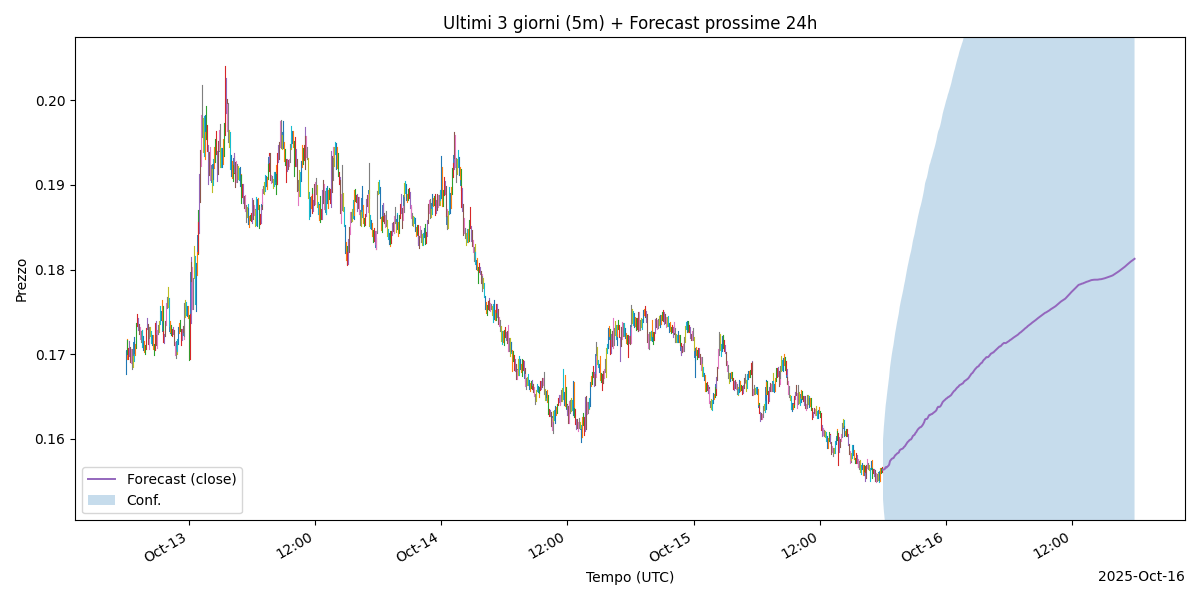 Ultimi 3 giorni (5m) + Forecast prossime 24h
Prezzo
0.20
0.19
0.18
0.17
0.16
Forecast (close)
Conf.
Oct-13
12:00
Oct-14
12:00
Oct-15
12:00
Oct-16
12:00
Tempo (UTC)
2025-Oct-16